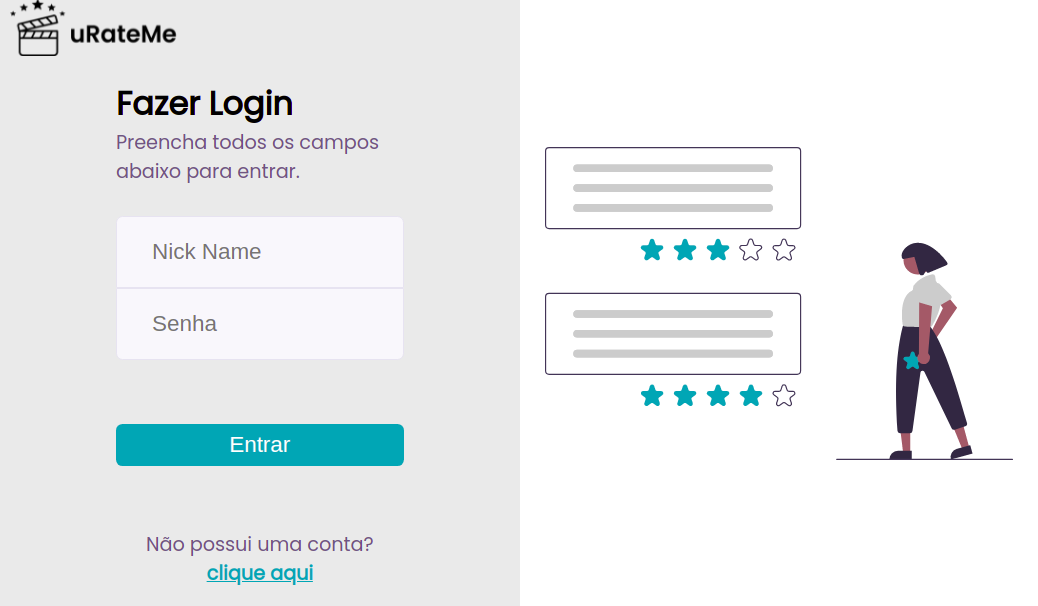 uRateMe
Fazer Login
Preencha todos os campos
abaixo para entrar.
Nick Name
Senha
Entrar
Não possui uma conta?
clique aqui